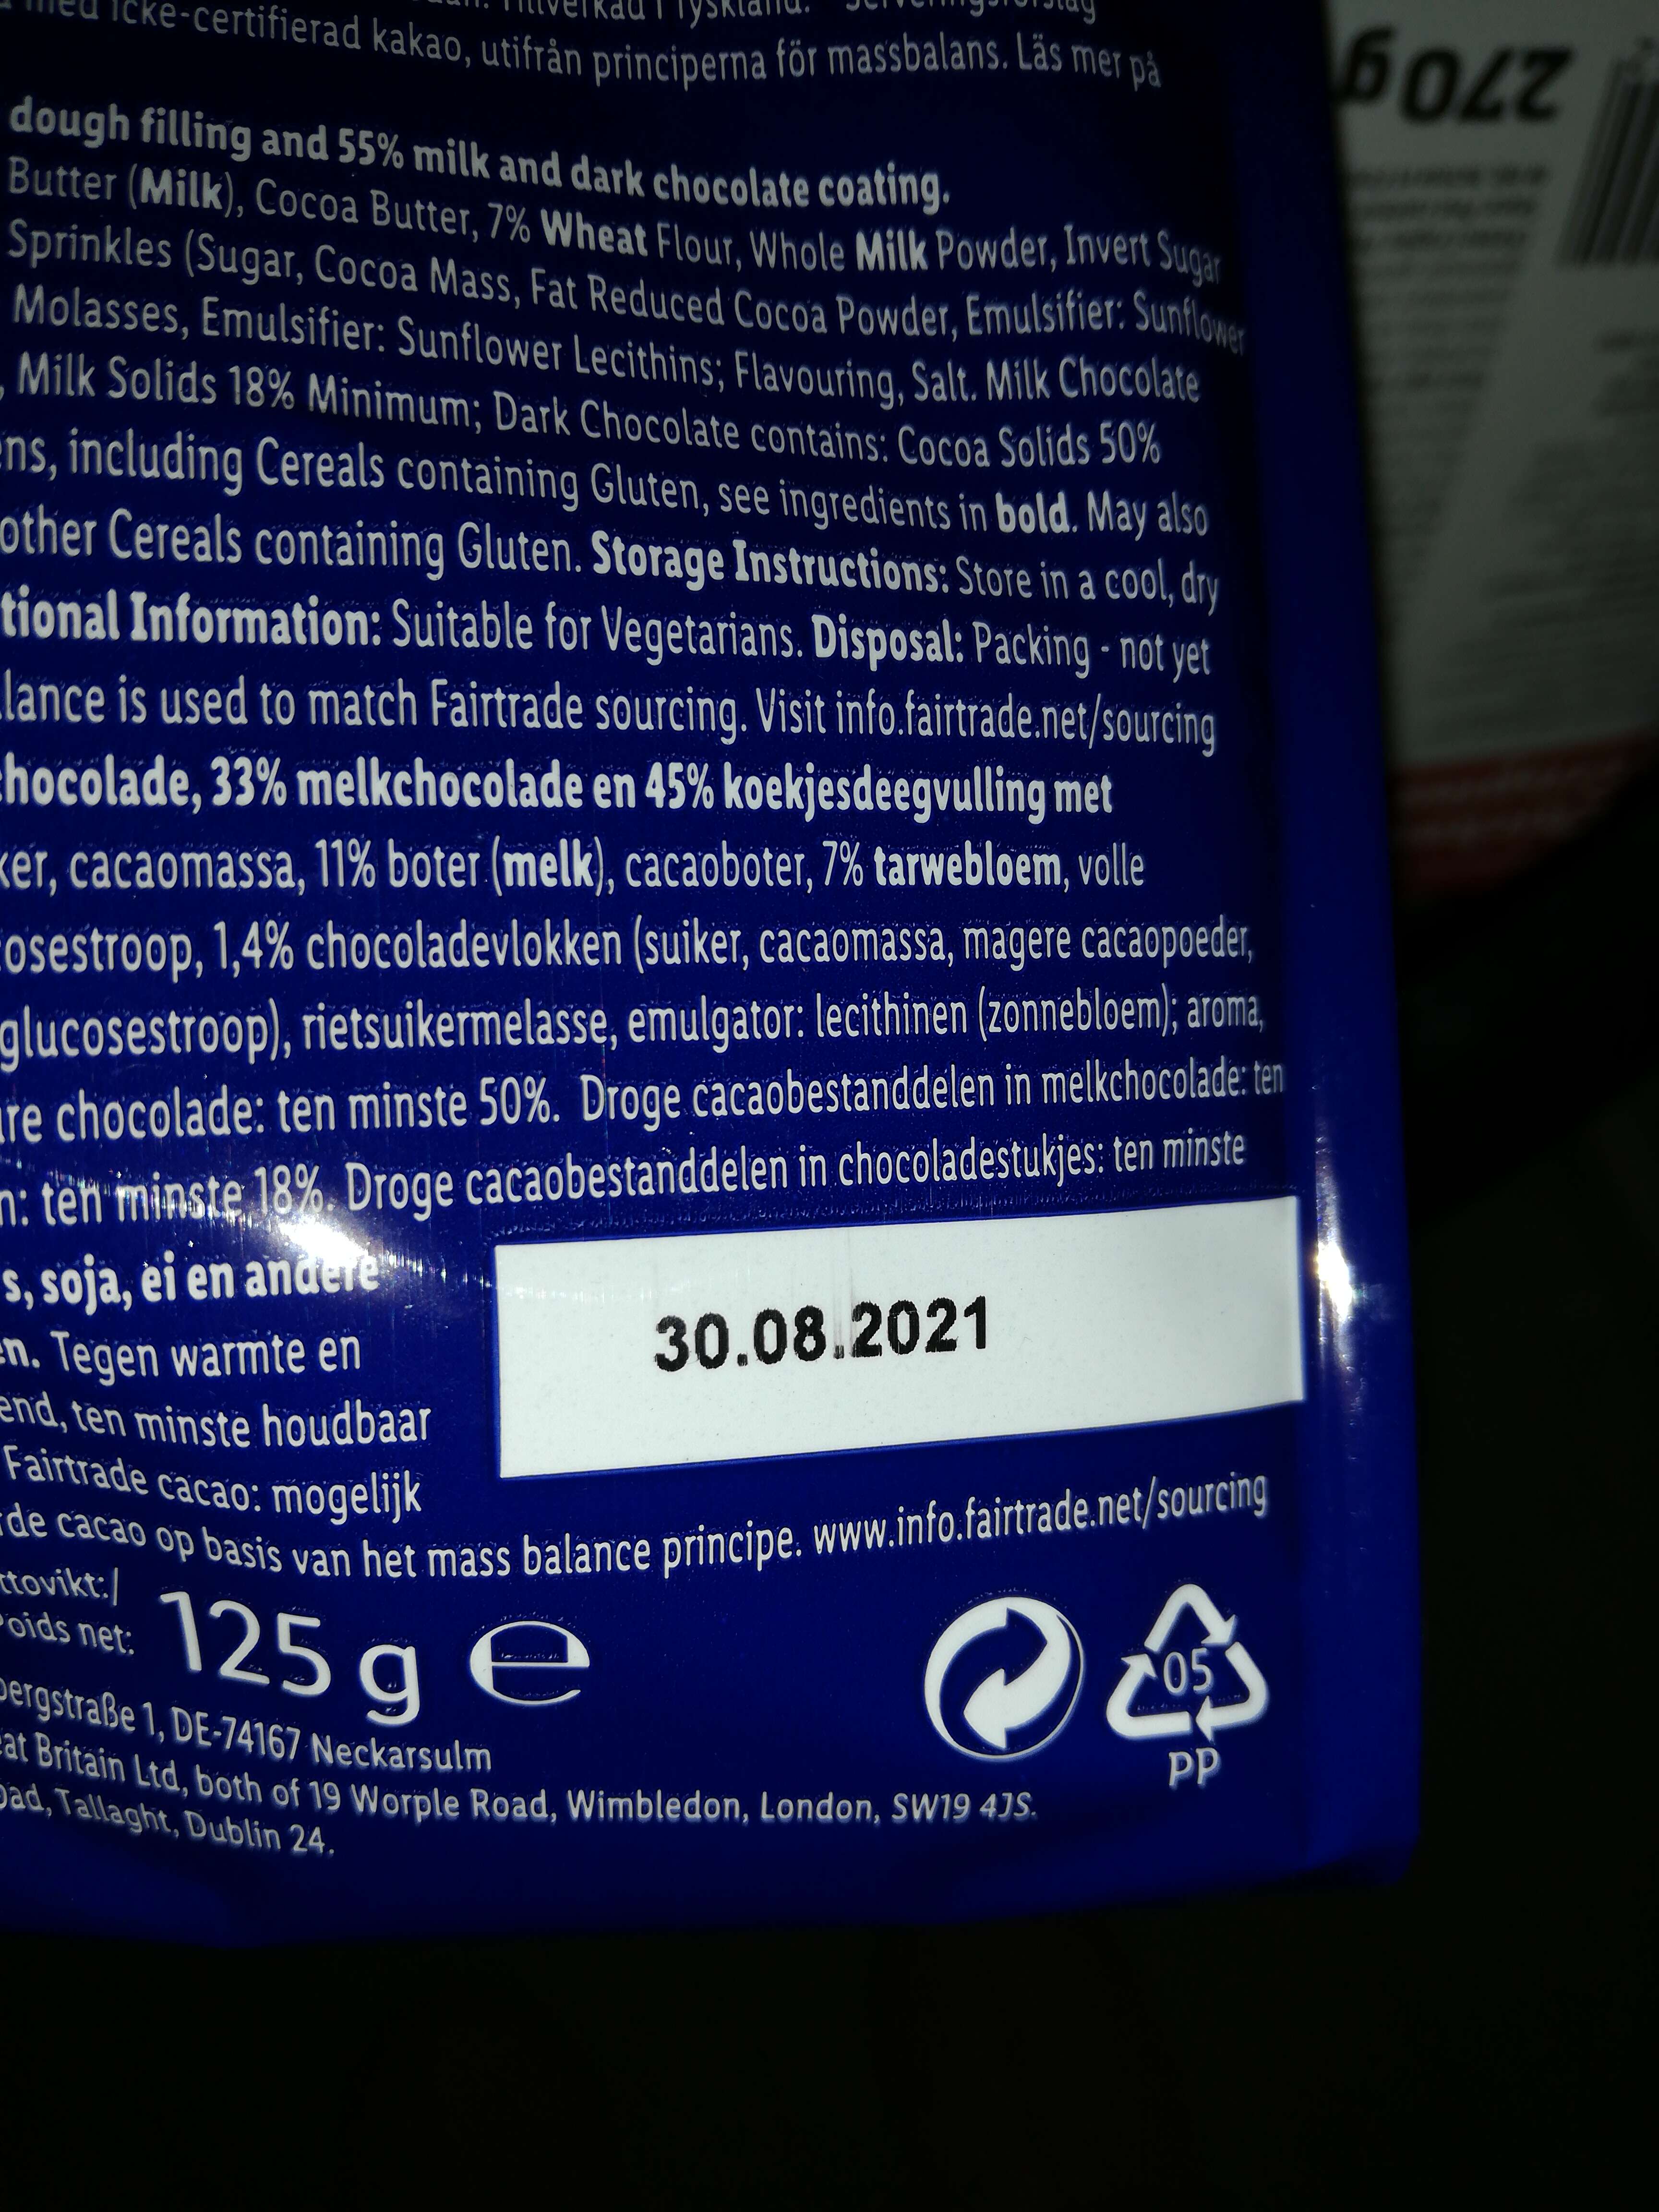 icke-certifierad kakao, utifrån principerna för massbalans. Läs mer på
dough filling and 55% milk and dark chocolate coating.
Butter (Milk), Cocoa Butter, 7% Wheat Flour, Whole Milk Powder, Invert Sugar
Sprinkles (Sugar, Cocoa Mass, Fat Reduced Cocoa Powder, Emulsifier: Sunflower
Molasses, Emulsifier: Sunflower Lecithins; Flavouring, Salt. Milk Chocolate
, Milk Solids 18% Minimum; Dark Chocolate contains: Cocoa Solids 50%
ens, including Cereals containing Gluten, see ingredients in bold. May also
other Cereals containing Gluten. Storage Instructions: Store in a cool, dry
tional Information: Suitable for Vegetarians. Disposal: Packing - not yet
lance is used to match Fairtrade sourcing. Visit info.fairtrade.net/sourcing
chocolade, 33% melkchocolade en 45% koekjesdeegvulling met
ker, cacaomassa, 11% boter (melk), cacaoboter, 7% tarwebloem, volle
cosestroop, 1,4% chocoladevlokken (suiker, cacaomassa, magere cacaopoeder,
glucosestroop), rietsuikermelasse, emulgator: lecithinen (zonnebloem); aroma,
re chocolade: ten minste 50%. Droge cacaobestanddelen in melkchocolade: ten
n: ten minste 18%. Droge cacaobestanddelen in chocoladestukjes: ten minste
s, soja, ei en andere
en. Tegen warmte en
end, ten minste houdbaar
30.08.2021
Fairtrade cacao: mogelijk
rde cacao op basis van het mass balance principe. www.info.fairtrade.net/sourcing
ttovikt:/
Poids net:
125 g e
05
PP
bergstraße 1, DE-74167 Neckarsulm
eat Britain Ltd, both of 19 Worple Road, Wimbledon, London, SW19 4JS.
oad, Tallaght, Dublin 24.
270 g